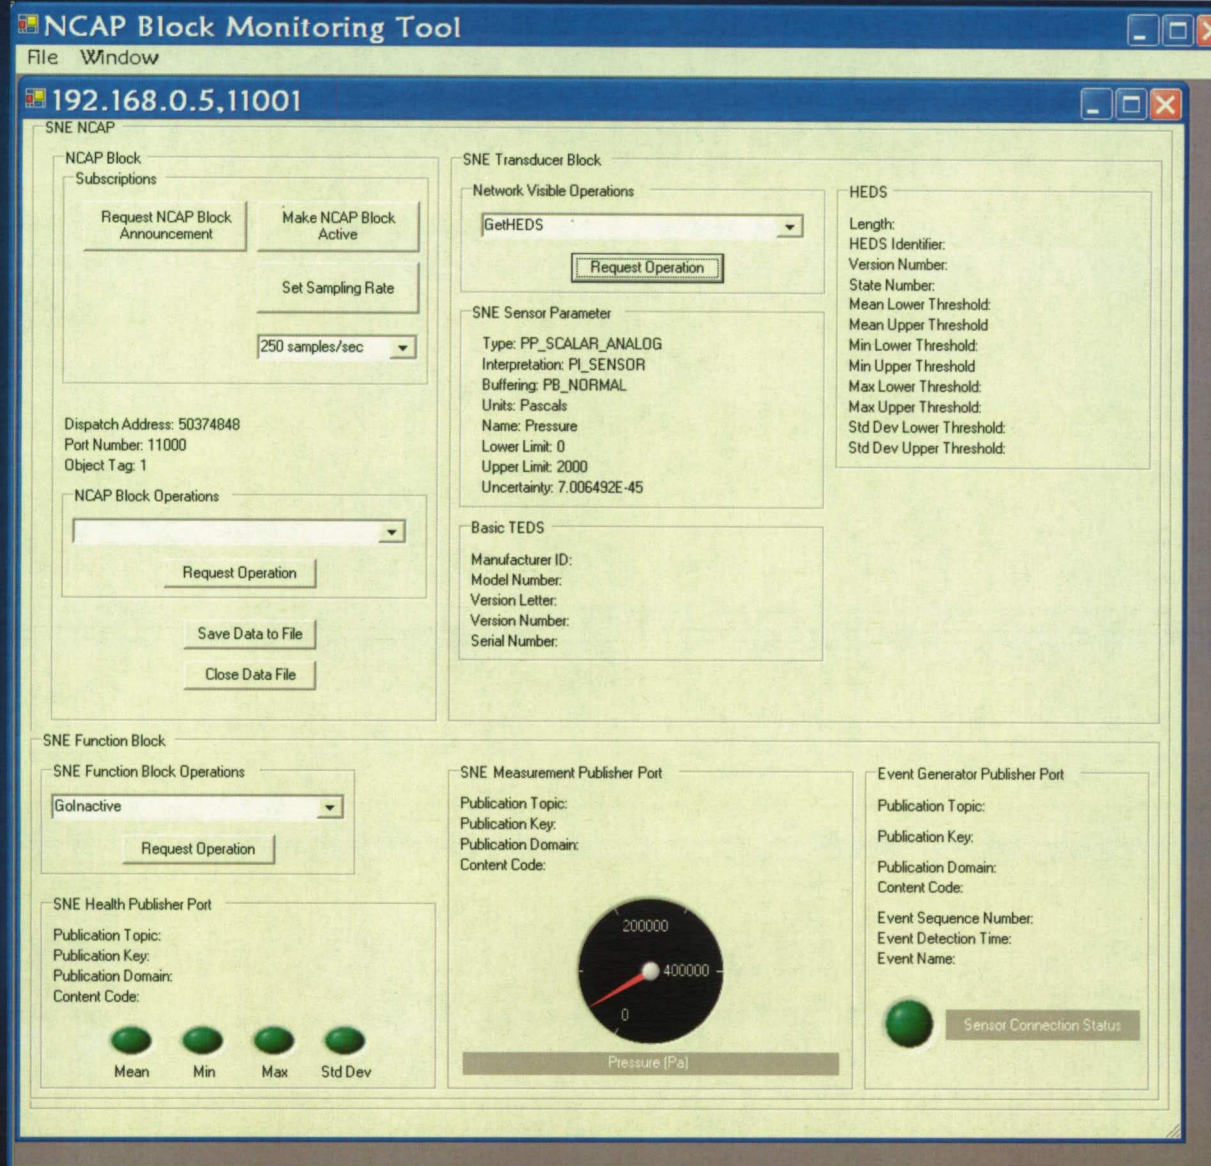 NCAP Block Monitoring Tool
File Window
192.168.0.5,11001
SNE NCAP
NCAP Block
Subscriptions
Request NCAP Block
Announcement
Make NCAP Block
Active
Set Sampling Rate
250 samples/sec
Dispatch Address: 50374848
Port Number: 11000
Object Tag: 1
NCAP Block Operations
Request Operation
Save Data to File
Close Data File
SNE Transducer Block
Network Visible Operations
GetHEDS
Request Operation
SNE Sensor Parameter
Type: PP_SCALAR_ANALOG
Interpretation: PI_SENSOR
Buffering: PB_NORMAL
Units: Pascals
Name: Pressure
Lower Limit: 0
Upper Limit: 2000
Uncertainty: 7.006492E-45
Basic TEDS
Manufacturer ID:
Model Number:
Version Letter:
Version Number:
Serial Number:
HEDS
Length:
HEDS Identifier:
Version Number:
State Number:
Mean Lower Threshold:
Mean Upper Threshold
Min Lower Threshold:
Min Upper Threshold
Max Lower Threshold:
Max Upper Threshold:
Std Dev Lower Threshold:
Std Dev Upper Threshold:
SNE Function Block
SNE Function Block Operations
GoInactive
Request Operation
SNE Health Publisher Port
Publication Topic:
Publication Key:
Publication Domain:
Content Code:
Mean Min Max Std Dev
SNE Measurement Publisher Port
Publication Topic:
Publication Key:
Publication Domain:
Content Code:
200000
400000
0
Pressure (Pa)
Event Generator Publisher Port
Publication Topic:
Publication Key:
Publication Domain:
Content Code:
Event Sequence Number:
Event Detection Time:
Event Name:
Sensor Connection Status